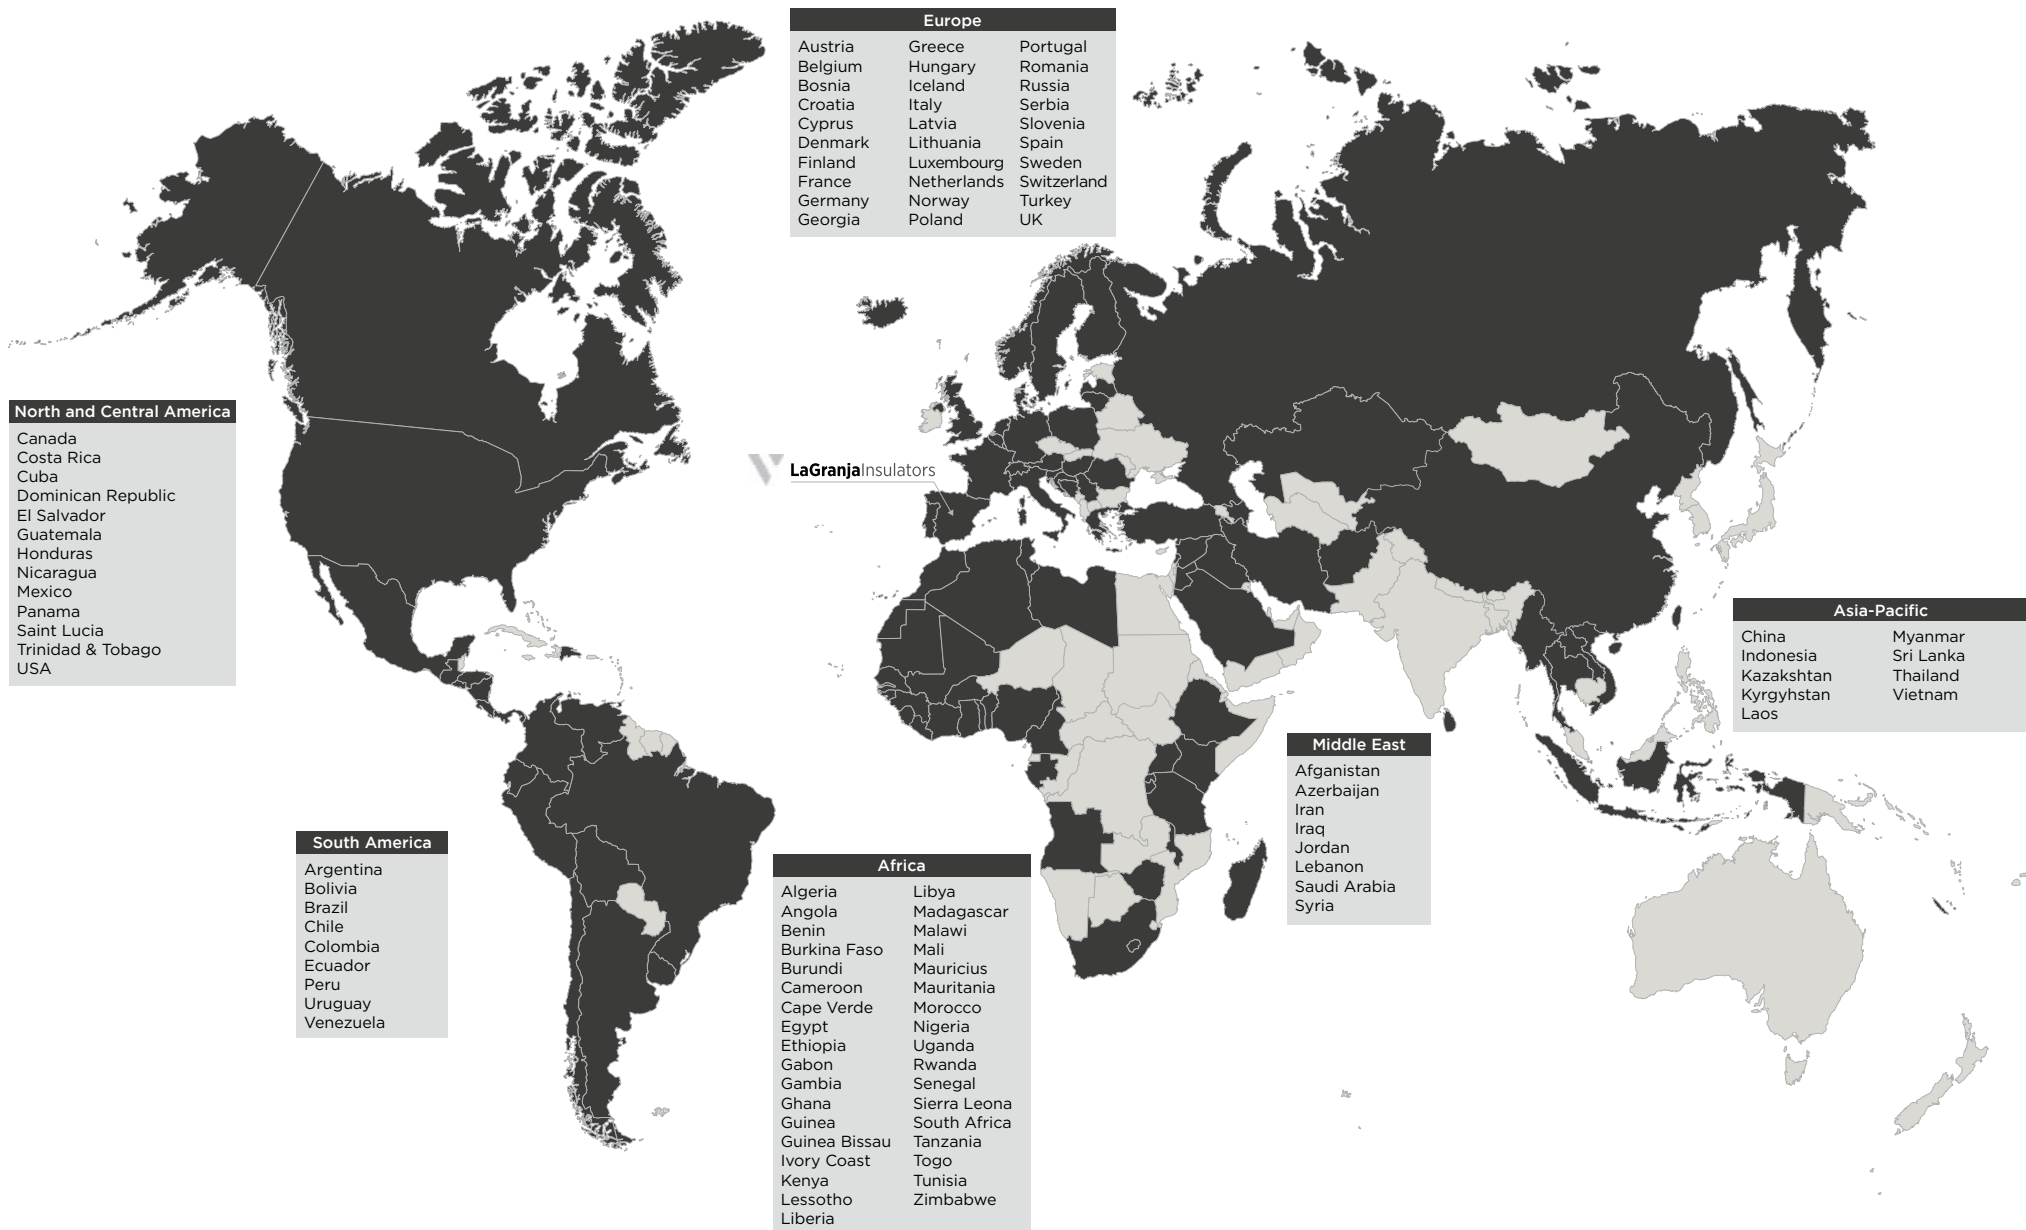 Europe
Austria Greece Portugal
Belgium Hungary Romania
Bosnia Iceland Russia
Croatia Italy Serbia
Cyprus Latvia Slovenia
Denmark Lithuania Spain
Finland Luxembourg Sweden
France Netherlands Switzerland
Germany Norway Turkey
Georgia Poland UK
North and Central America
Canada
Costa Rica
Cuba
Dominican Republic
El Salvador
Guatemala
Honduras
Nicaragua
Mexico
Panama
Saint Lucia
Trinidad & Tobago
USA
LaGranjaInsulators
Asia-Pacific
China Myanmar
Indonesia Sri Lanka
Kazakshtan Thailand
Kyrgyhstan Vietnam
Laos
Middle East
Afganistan
Azerbaijan
Iran
Iraq
Jordan
Lebanon
Saudi Arabia
Syria
South America
Argentina
Bolivia
Brazil
Chile
Colombia
Ecuador
Peru
Uruguay
Venezuela
Africa
Algeria Libya
Angola Madagascar
Benin Malawi
Burkina Faso Mali
Burundi Mauricius
Cameroon Mauritania
Cape Verde Morocco
Egypt Nigeria
Ethiopia Uganda
Gabon Rwanda
Gambia Senegal
Ghana Sierra Leona
Guinea South Africa
Guinea Bissau Tanzania
Ivory Coast Togo
Kenya Tunisia
Lessotho Zimbabwe
Liberia